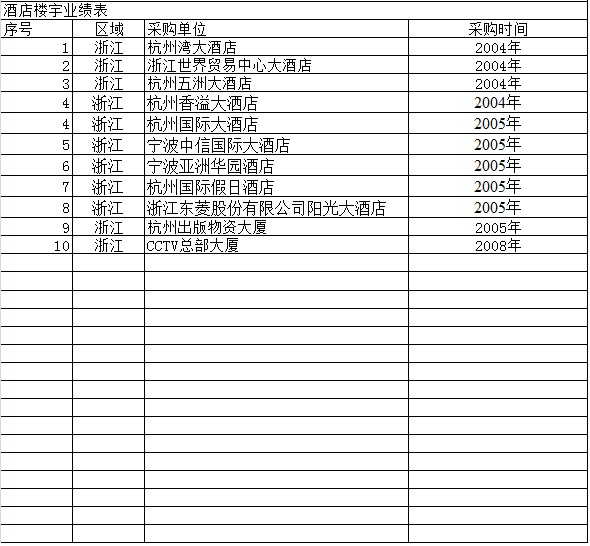 酒店楼宇业绩表
序号 区域 采购单位 采购时间
1 浙江 杭州湾大酒店 2004年
2 浙江 浙江世界贸易中心大酒店 2004年
3 浙江 杭州五洲大酒店 2004年
4 浙江 杭州香溢大酒店 2004年
4 浙江 杭州国际大酒店 2005年
5 浙江 宁波中信国际大酒店 2005年
6 浙江 宁波亚洲华园酒店 2005年
7 浙江 杭州国际假日酒店 2005年
8 浙江 浙江东菱股份有限公司阳光大酒店 2005年
9 浙江 杭州出版物资大厦 2005年
10 浙江 CCTV总部大厦 2008年